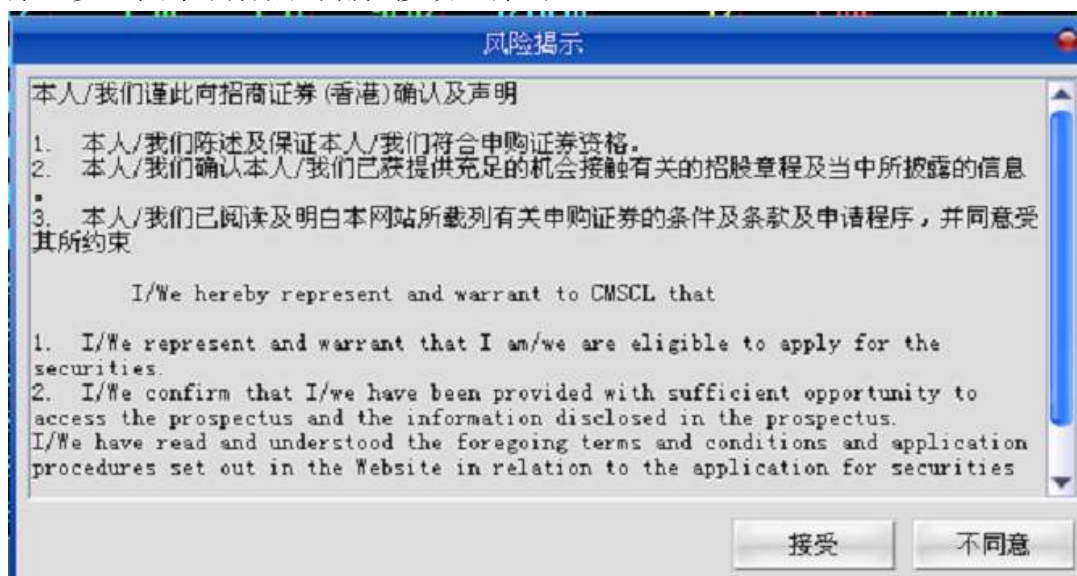 风险揭示
本人/我们谨此向招商证券(香港)确认及声明
1. 本人/我们陈述及保证本人/我们符合申购证券资格。
2. 本人/我们确认本人/我们已获提供充足的机会接触有关的招股章程及当中所披露的信息
。
3. 本人/我们已阅读及明白本网站所载列有关申购证券的条件及条款及申请程序，并同意受
其所约束
I/We hereby represent and warrant to CMSCL that
1. I/We represent and warrant that I am/we are eligible to apply for the
securities.
2. I/We confirm that I/we have been provided with sufficient opportunity to
access the prospectus and the information disclosed in the prospectus.
I/We have read and understood the foregoing terms and conditions and application
procedures set out in the Website in relation to the application for securities
接受
不同意